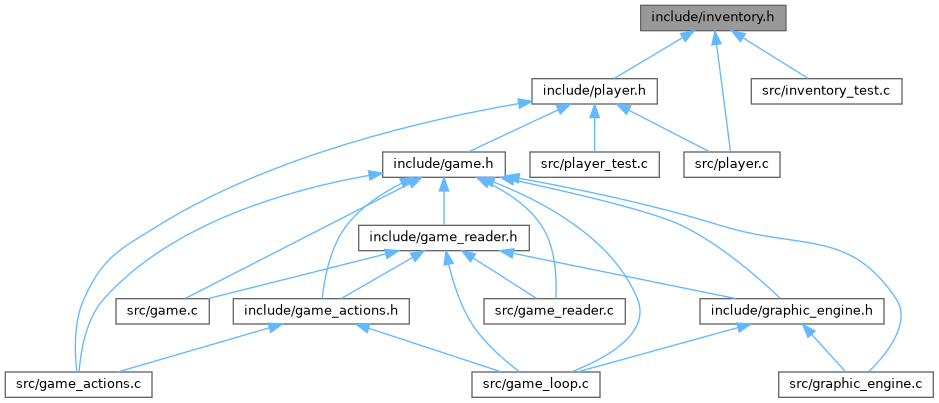 include/inventory.h
include/player.h
src/inventory_test.c
include/game.h
src/player_test.c
src/player.c
include/game_reader.h
src/game.c
include/game_actions.h
src/game_reader.c
include/graphic_engine.h
src/game_actions.c
src/game_loop.c
src/graphic_engine.c